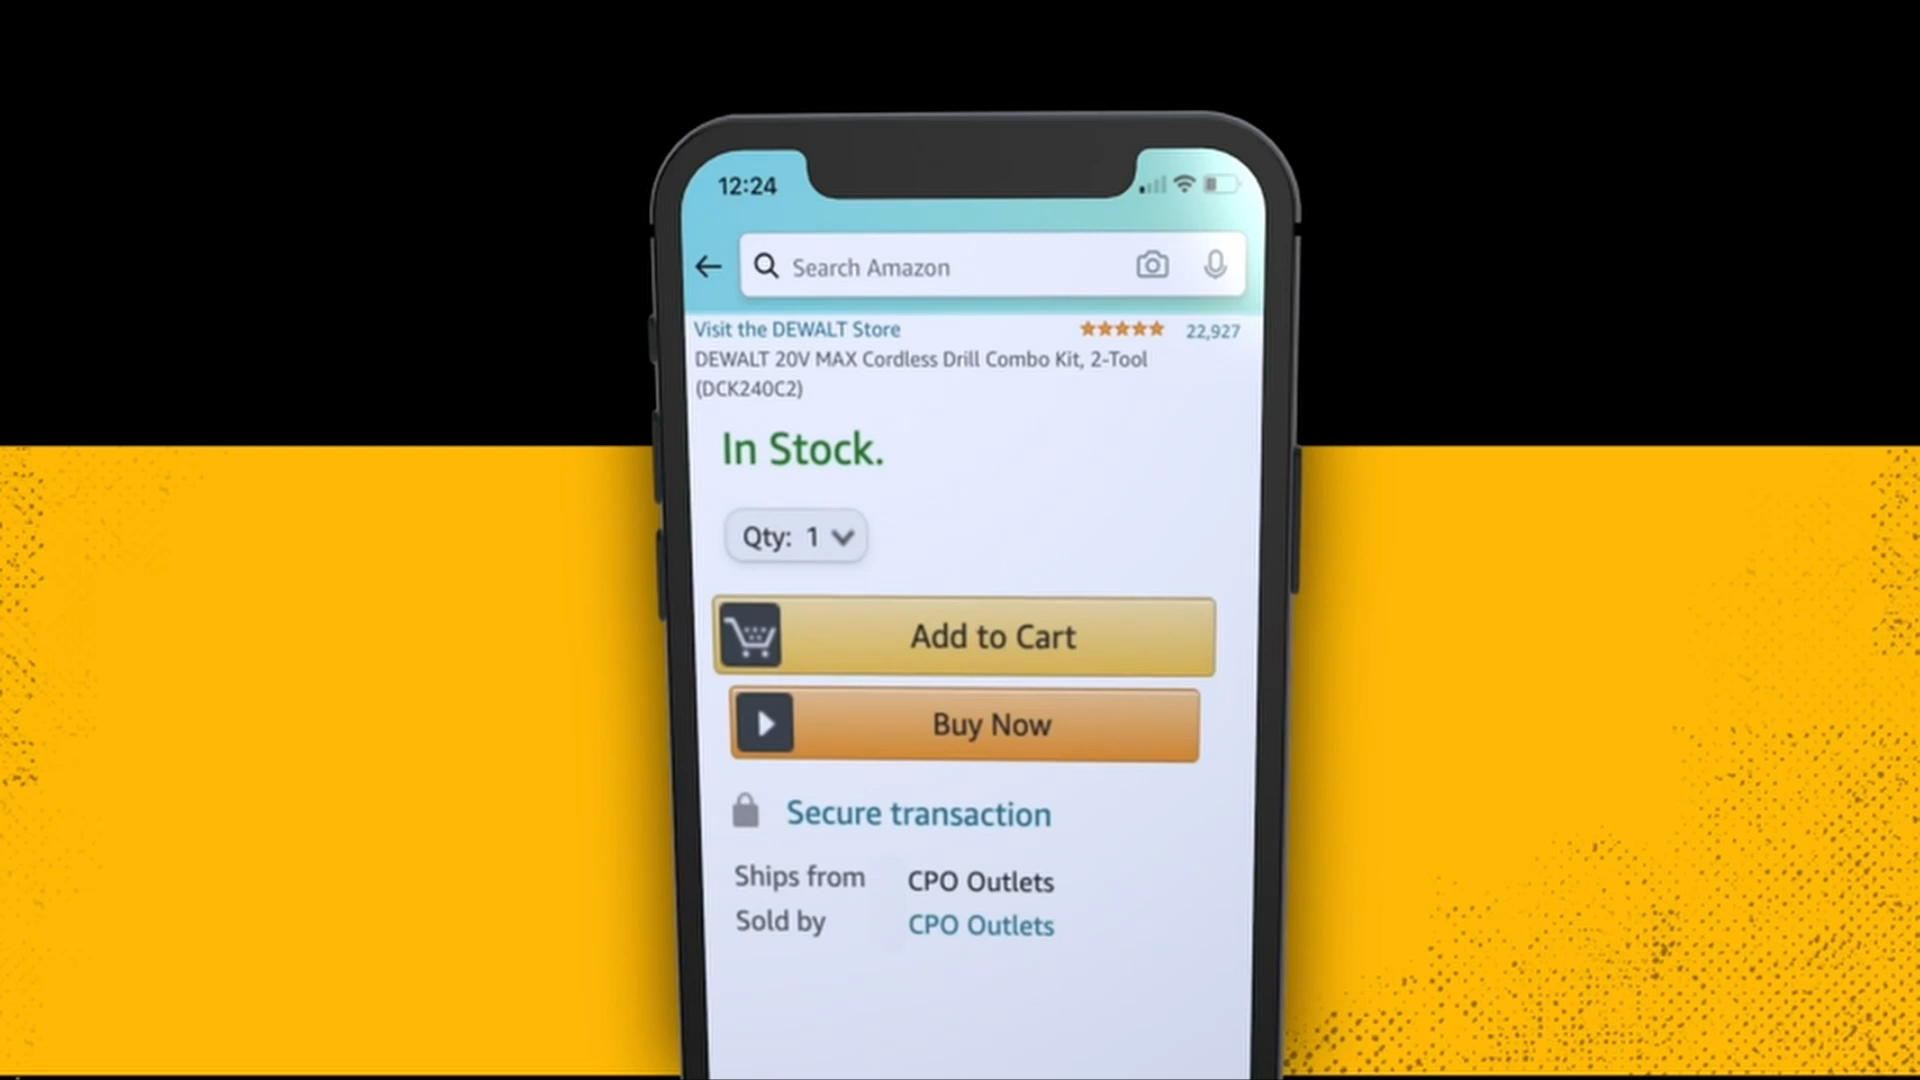 12:24
Search Amazon
Visit the DEWALT Store 22,927
DEWALT 20V MAX Cordless Drill Combo Kit, 2-Tool
(DCK240C2)
In Stock.
Qty: 1
Add to Cart
Buy Now
Secure transaction
Ships from CPO Outlets
Sold by CPO Outlets